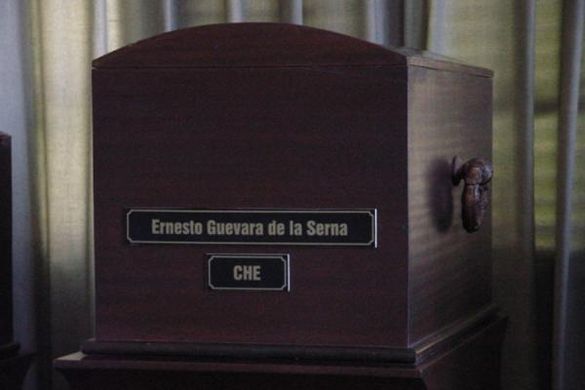 Ernesto Guevara de la Serna
CHE